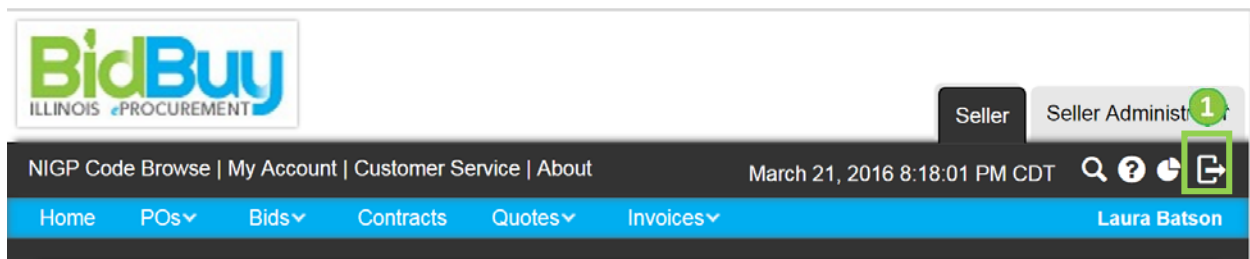 BidBuy
ILLINOIS ePROCUREMENT
Seller
Seller Administ r
1
NIGP Code Browse | My Account | Customer Service | About
March 21, 2016 8:18:01 PM CDT
Home POs Bids Contracts Quotes Invoices
Laura Batson